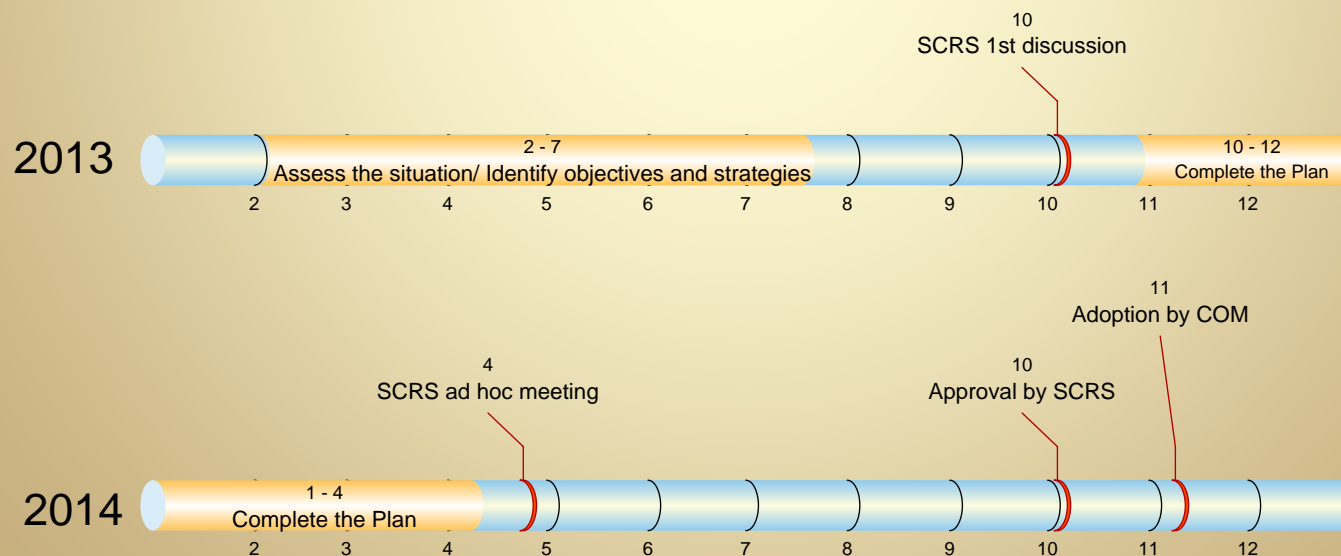 10
SCRS 1st discussion
2013
2 - 7
Assess the situation/ Identify objectives and strategies
10 - 12
Complete the Plan
2 3 4 5 6 7 8 9 10 11 12
11
Adoption by COM
4
SCRS ad hoc meeting
10
Approval by SCRS
2014
1 - 4
Complete the Plan
2 3 4 5 6 7 8 9 10 11 12